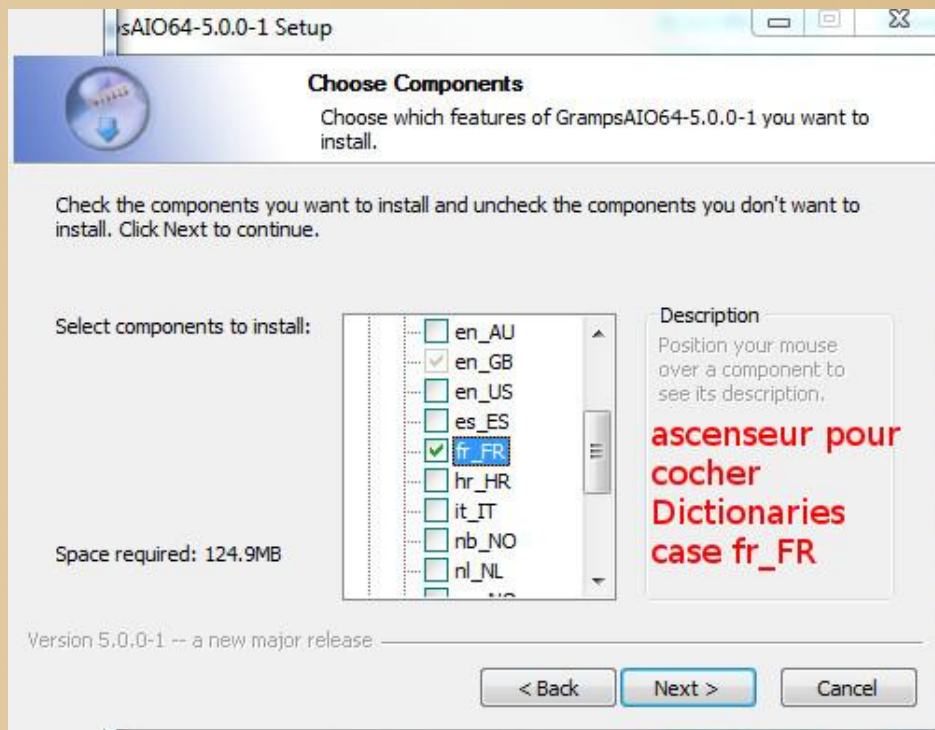 sAIO64-5.0.0-1 Setup
Choose Components
Choose which features of GrampsAIO64-5.0.0-1 you want to
install.
Check the components you want to install and uncheck the components you don't want to
install. Click Next to continue.
Select components to install:
en_AU
en_GB
en_US
es_ES
fr_FR
hr_HR
it_IT
nb_NO
nl_NL
Description
Position your mouse
over a component to
see its description.
ascenseur pour
cocher
Dictionaries
case fr_FR
Space required: 124.9MB
Version 5.0.0-1 -- a new major release
< Back
Next >
Cancel